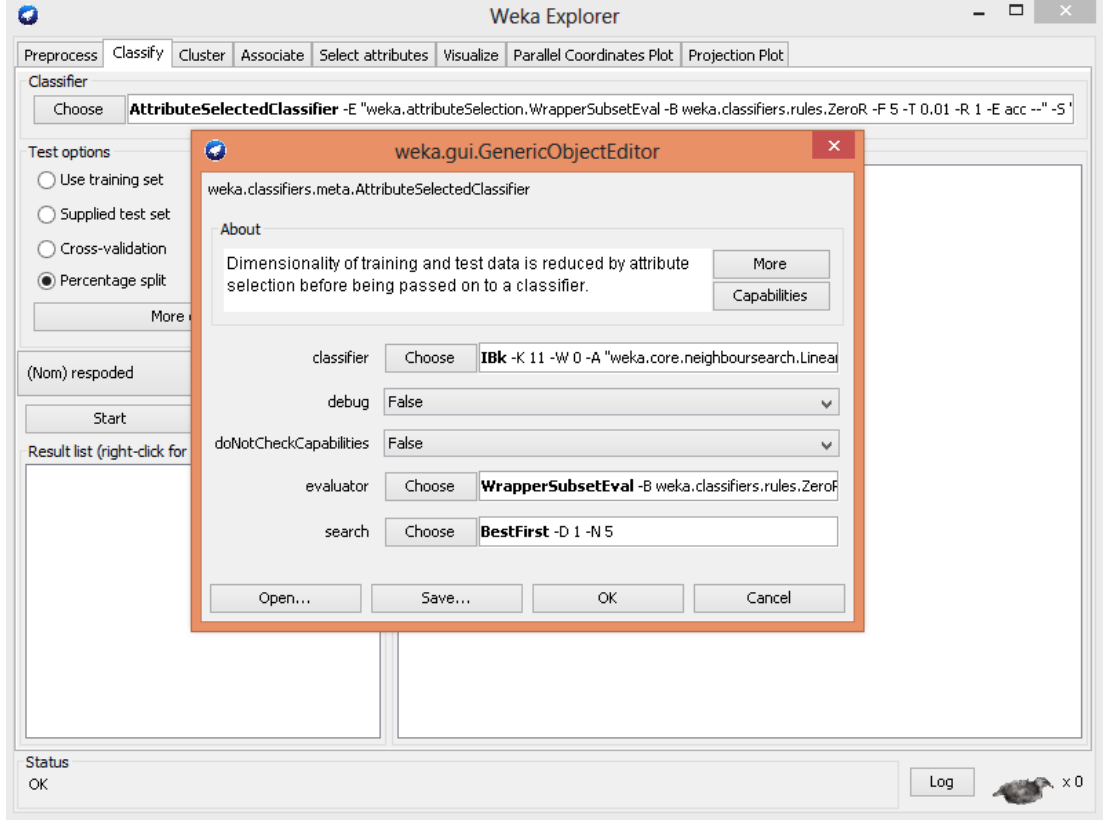 Weka Explorer
Preprocess Classify Cluster Associate Select attributes Visualize Parallel Coordinates Plot Projection Plot
Classifier
Choose AttributeSelectedClassifier -E "weka.attributeSelection.WrapperSubsetEval -B weka.classifiers.rules.ZeroR -F 5 -T 0.01 -R 1 -E acc --" -S '
Test options
Use training set
Supplied test set
Cross-validation
Percentage split
More
(Nom) respoded
Start
Result list (right-click for
weka.gui.GenericObjectEditor
weka.classifiers.meta.AttributeSelectedClassifier
About
Dimensionality of training and test data is reduced by attribute
selection before being passed on to a classifier.
More
Capabilities
classifier Choose IBk -K 11 -W 0 -A "weka.core.neighboursearch.Linear
debug False
doNotCheckCapabilities False
evaluator Choose WrapperSubsetEval -B weka.classifiers.rules.ZeroR
search Choose BestFirst -D 1 -N 5
Open... Save... OK Cancel
Status
OK
Log x 0